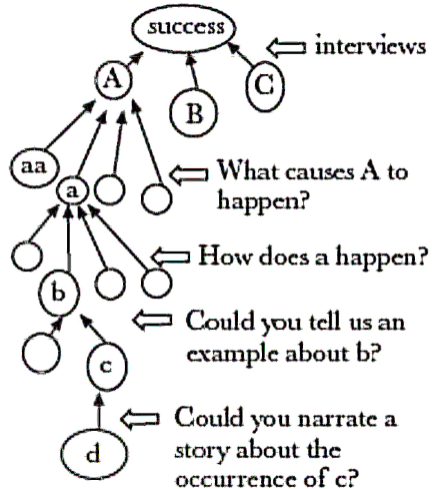 success
interviews
A
B
C
aa
a
What causes A to
happen?
How does a happen?
b
Could you tell us an
example about b?
c
Could you narrate a
story about the
occurrence of c?
d